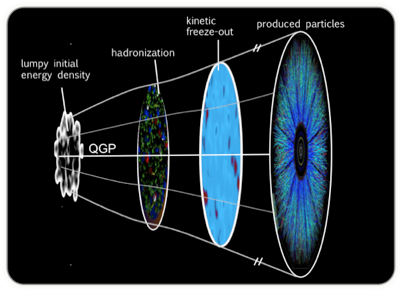 kinetic
freeze-out
produced particles
hadronization
lumpy initial
energy density
QGP